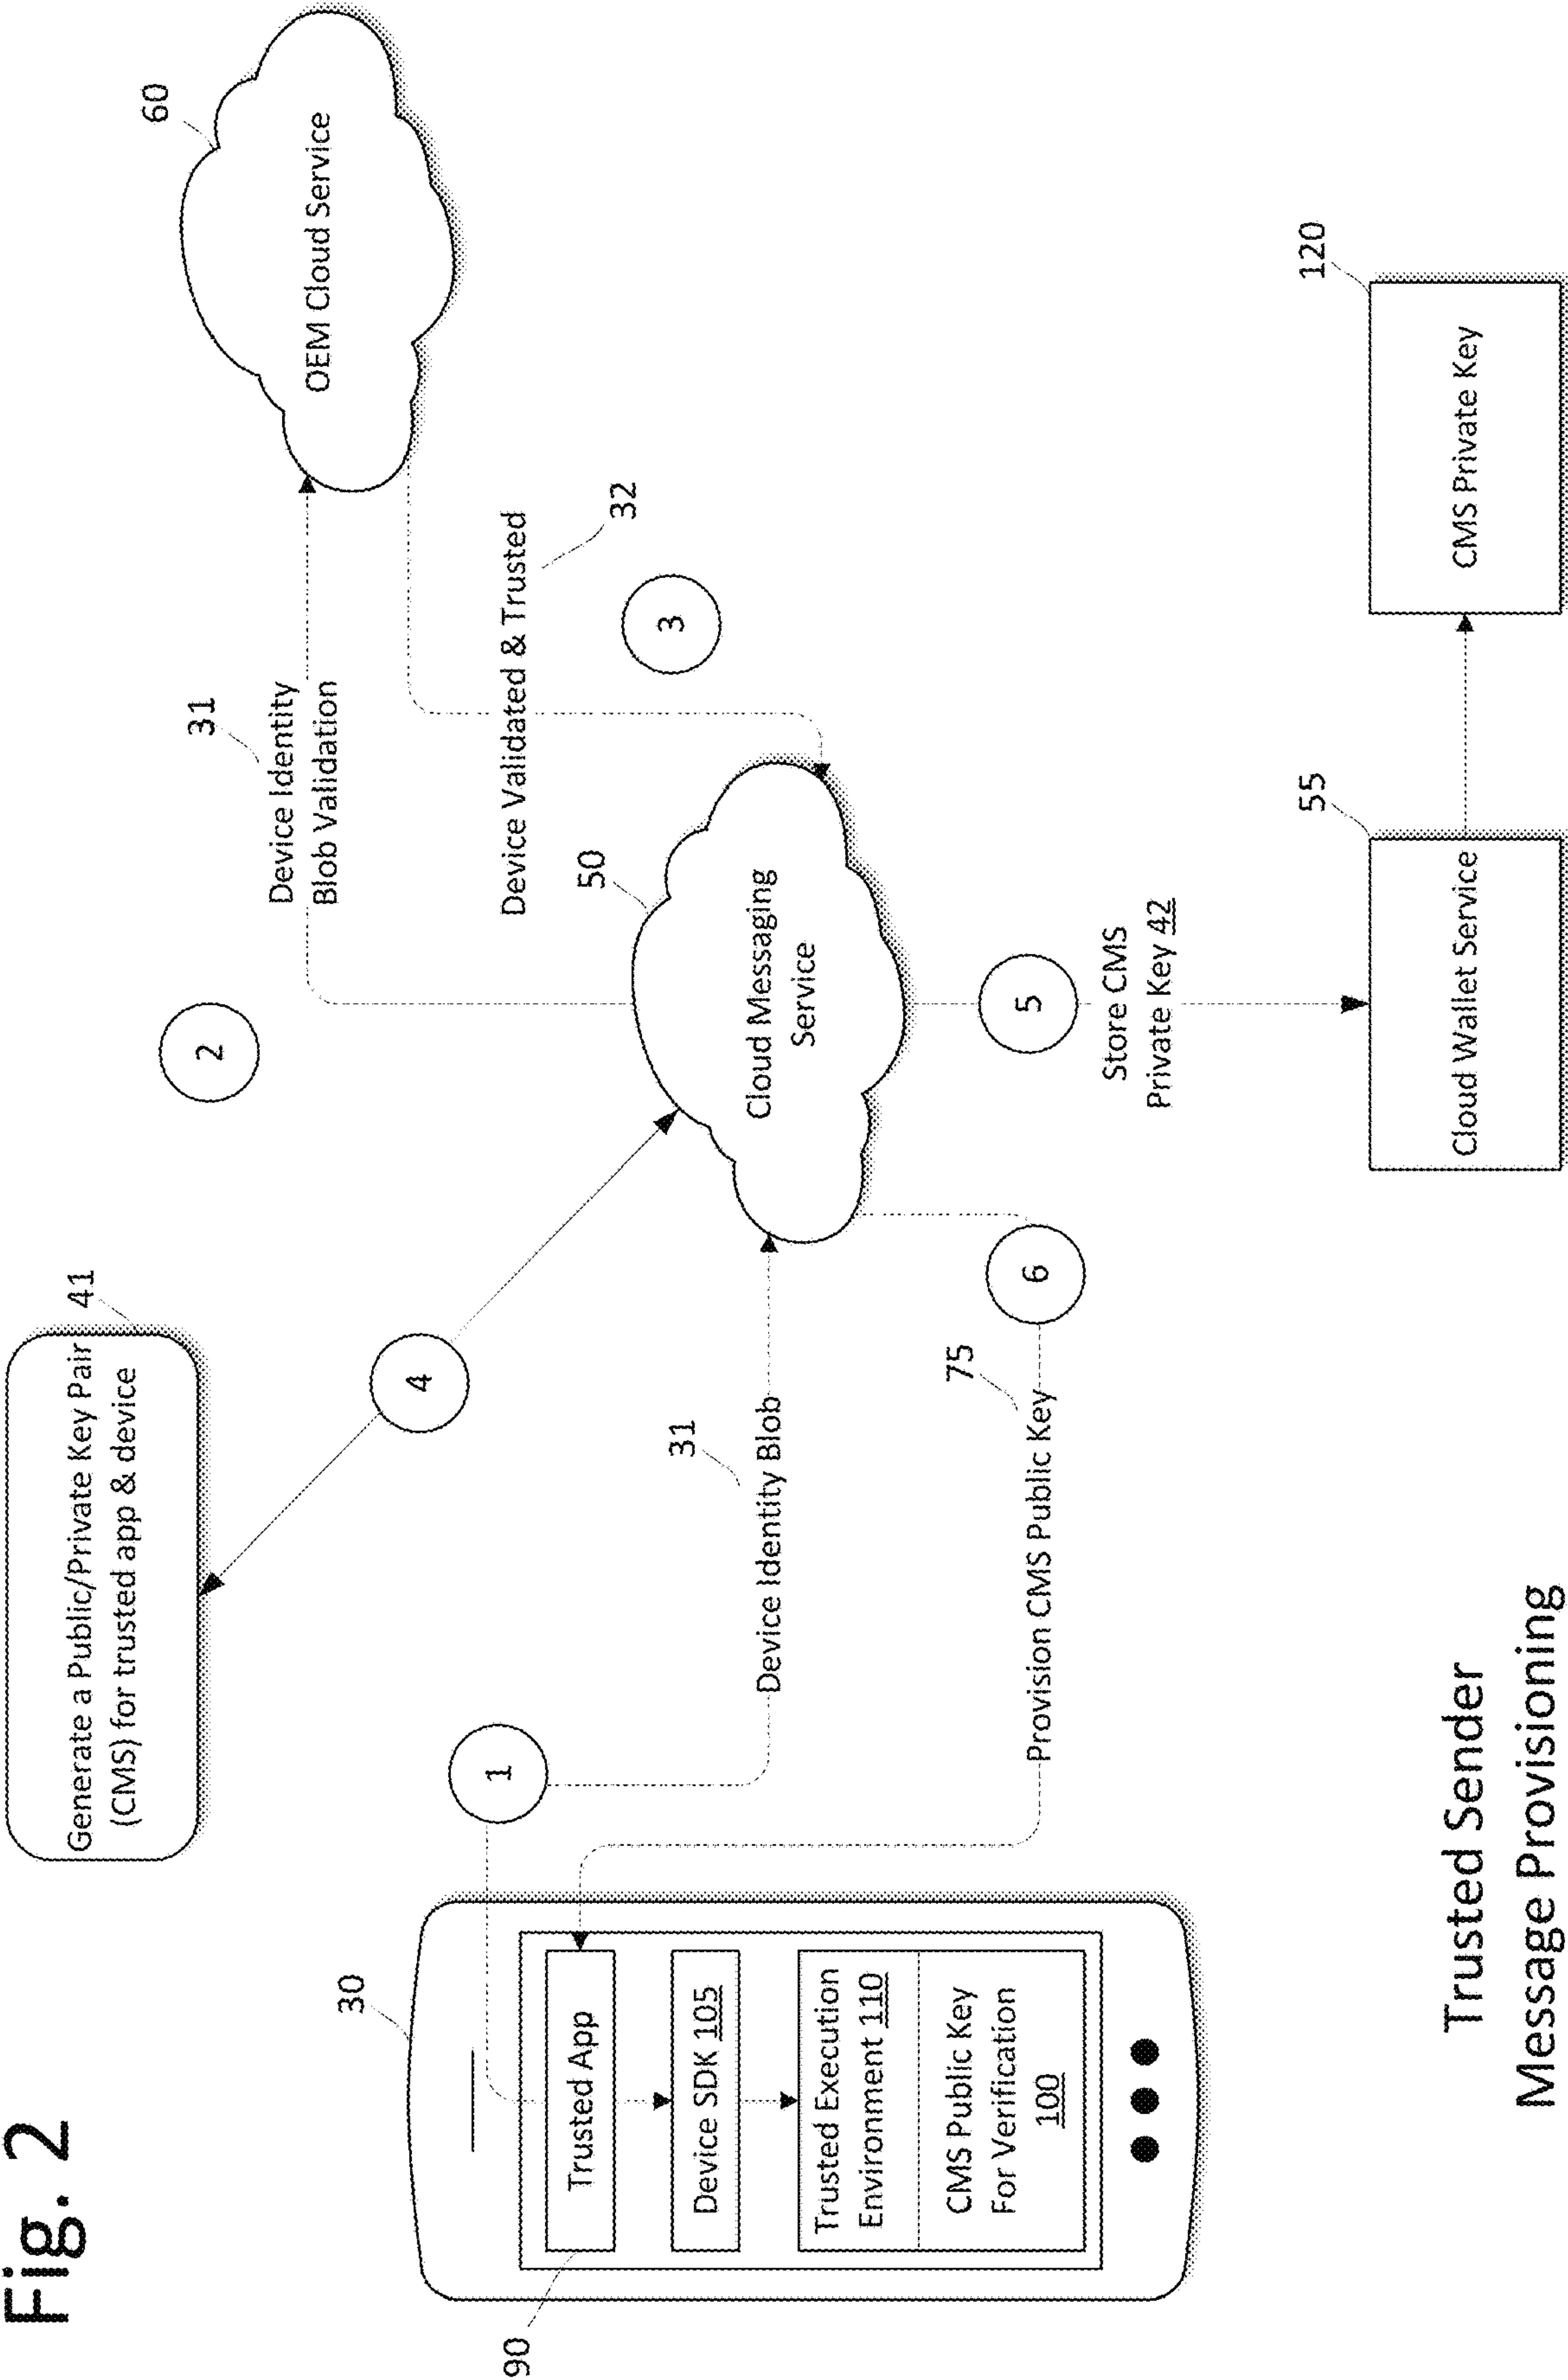 Fig. 2
Generate a Public/Private Key Pair
(CMS) for trusted app & device
41
2
31
Device Identity
Blob Validation
60
OEM Cloud Service
4
Device Validated & Trusted
32
3
30
90
1
Trusted App
Device SDK 105
Trusted Execution
Environment 110
CMS Public Key
For Verification
100
31
Device Identity Blob
50
Cloud Messaging
Service
75
Provision CMS Public Key
6
5
Store CMS
Private Key 42
55
Cloud Wallet Service
120
CMS Private Key
Trusted Sender
Message Provisioning